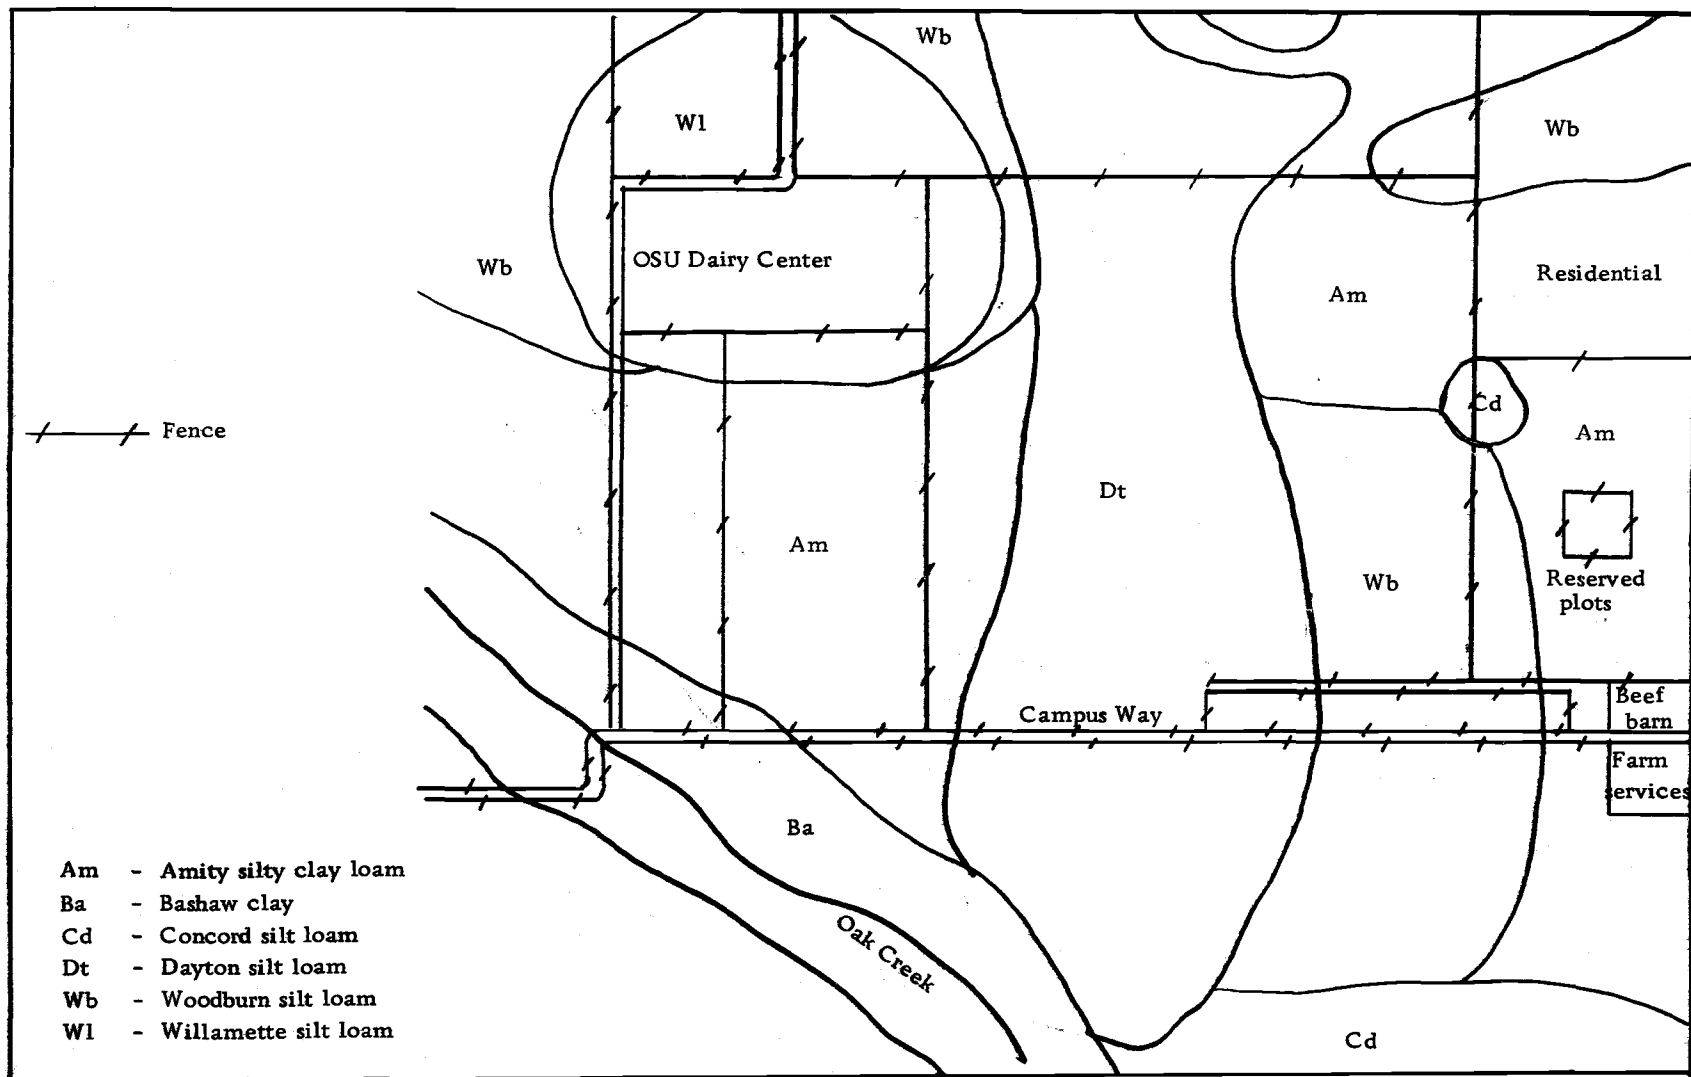 Wb
Wl
Wb
Wb
OSU Dairy Center
Residential
Am
Cd
Am
Fence
Dt
Am
Wb
Reserved
plots
Campus Way
Beef
barn
Farm
services
Ba
Oak Creek
Cd
Am - Amity silty clay loam
Ba - Bashaw clay
Cd - Concord silt loam
Dt - Dayton silt loam
Wb - Woodburn silt loam
Wl - Willamette silt loam